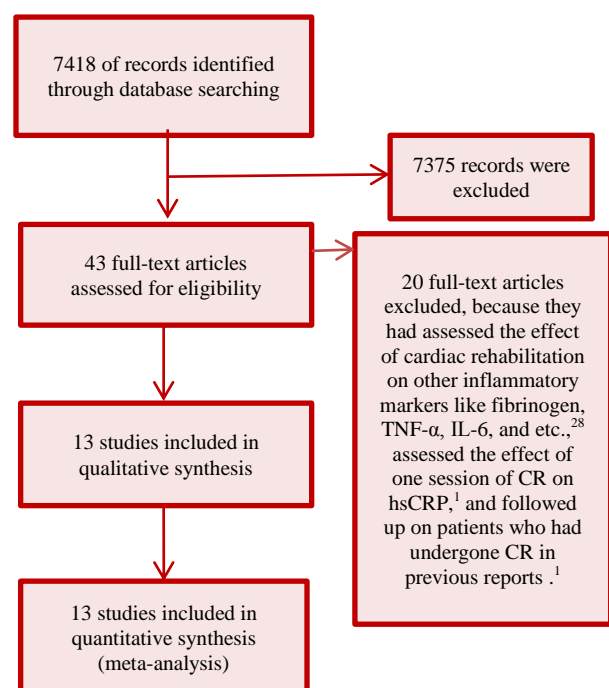 7418 of records identified
through database searching
7375 records were
excluded
43 full-text articles
assessed for eligibility
20 full-text articles
excluded, because they
had assessed the effect
of cardiac rehabilitation
on other inflammatory
markers like fibrinogen,
TNF-α, IL-6, and etc.,²⁸
assessed the effect of
one session of CR on
hsCRP,¹ and followed
up on patients who had
undergone CR in
previous reports .¹
13 studies included in
qualitative synthesis
13 studies included in
quantitative synthesis
(meta-analysis)